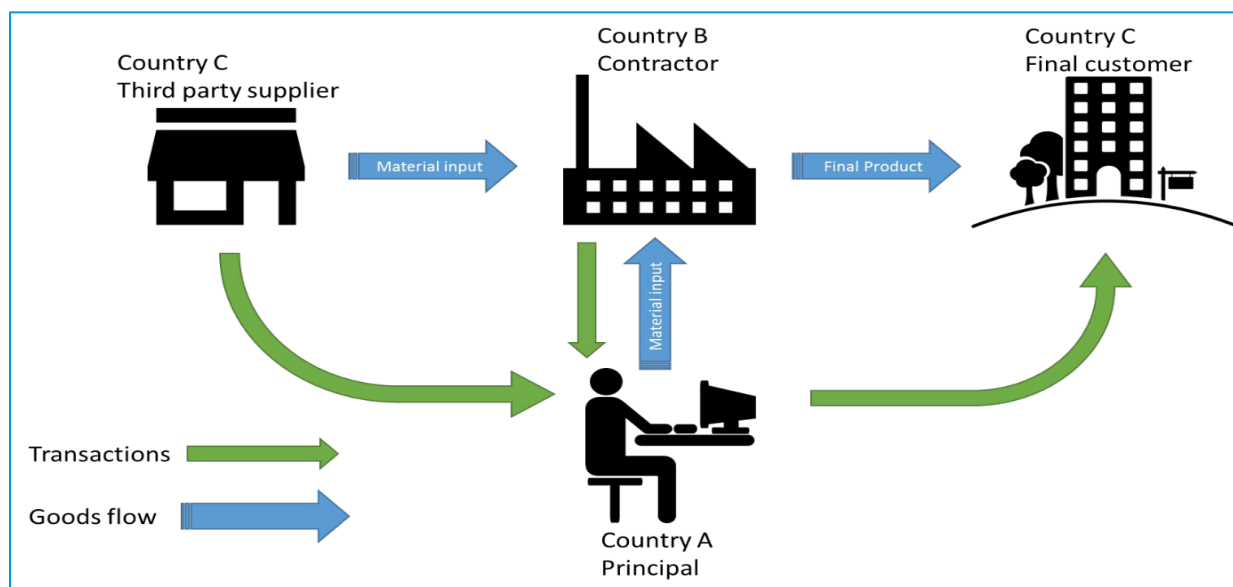 Country C
Third party supplier
Country B
Contractor
Country C
Final customer
Material input
Final Product
Material input
Transactions
Goods flow
Country A
Principal